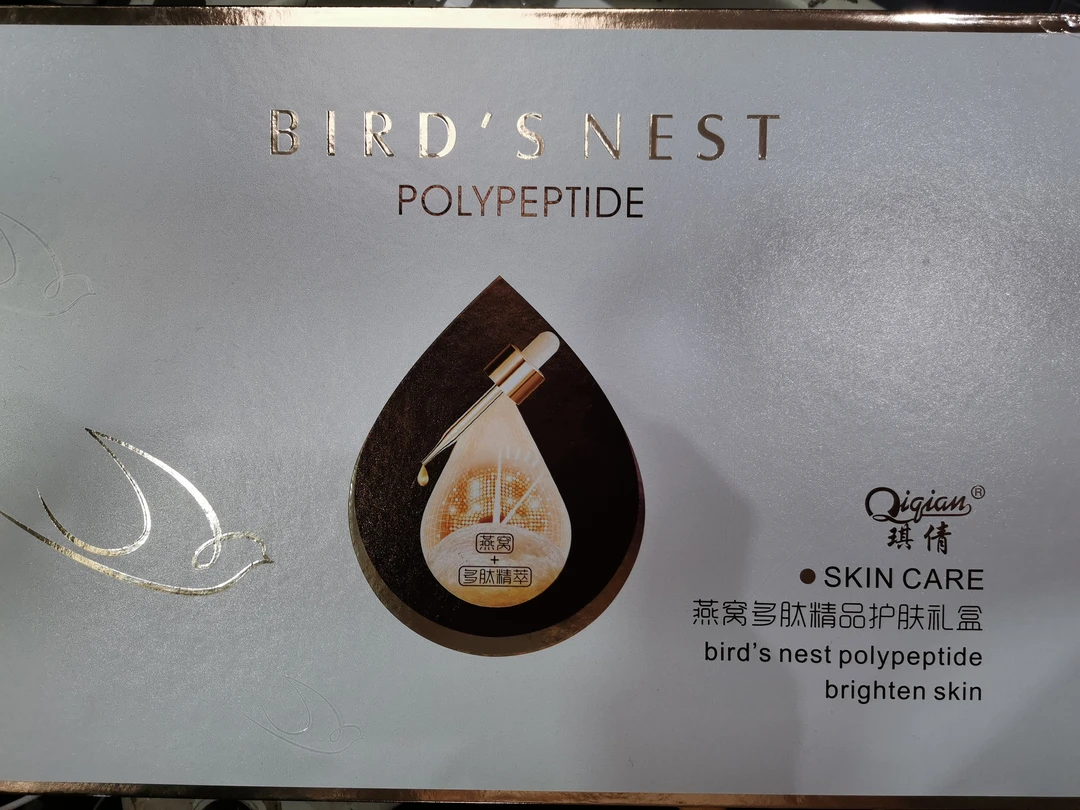 BIRD'S NEST
POLYPEPTIDE
燕窝
+
多肽精萃
Qiqian®
琪倩
SKIN CARE
燕窝多肽精品护肤礼盒
bird's nest polypeptide
brighten skin